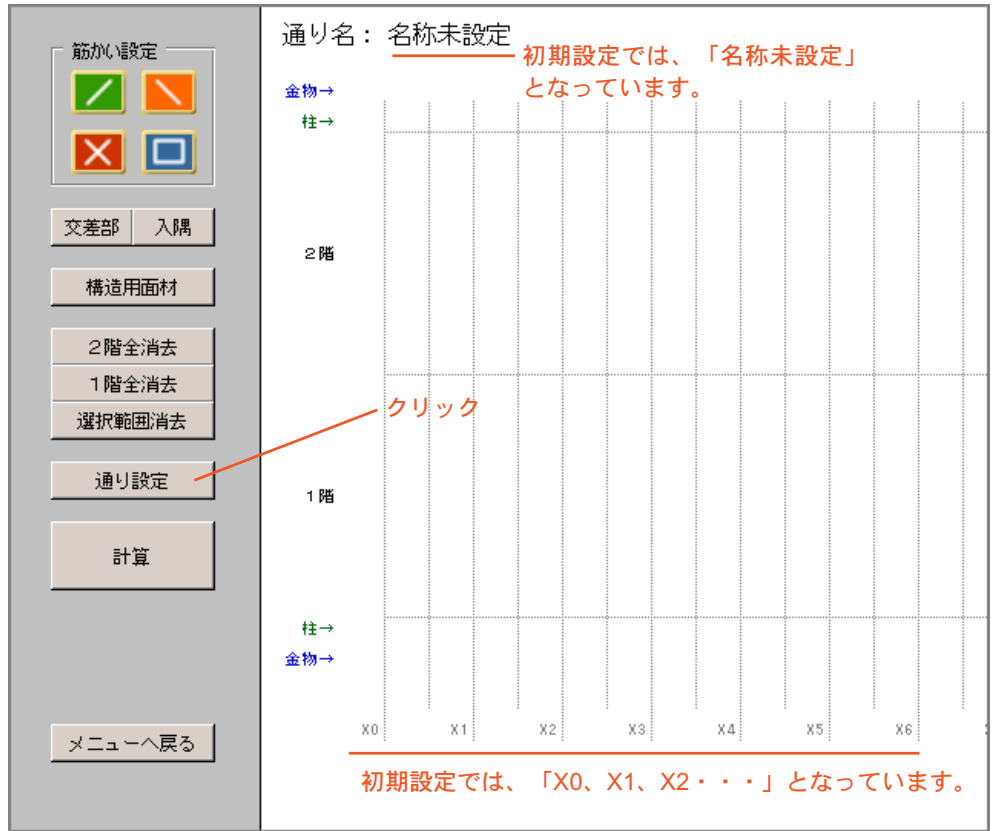 筋かい設定
交差部 入隅
構造用面材
２階全消去
１階全消去
選択範囲消去
通り設定
計算
メニューへ戻る
通り名： 名称未設定
初期設定では、「名称未設定」
となっています。
金物→
柱→
２階
クリック
１階
柱→
金物→
X0 X1 X2 X3 X4 X5 X6
初期設定では、「X0、X1、X2・・・」となっています。